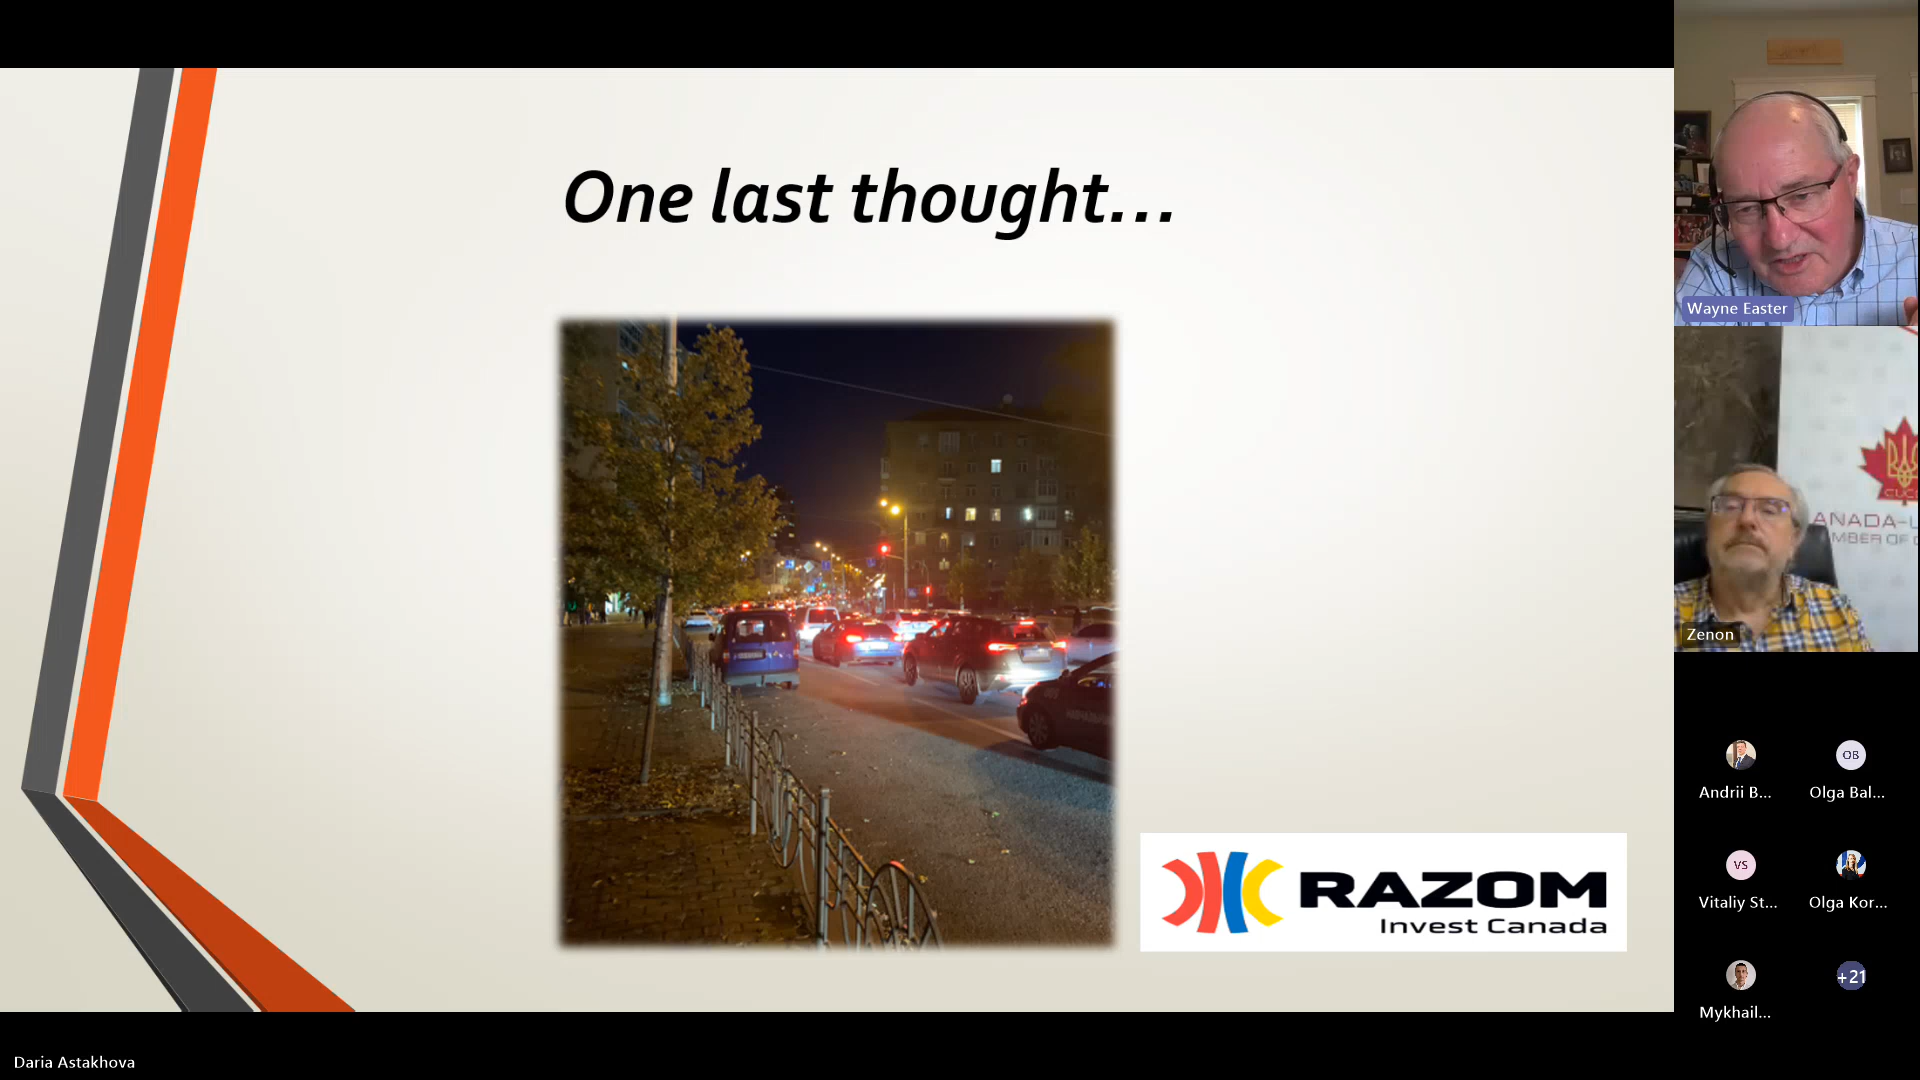 One last thought...
RAZOM
Invest Canada
Wayne Easter
CUCC
ANADA-U
MBER OF C
Zenon
Andrii B...
OB
Olga Bal...
VS
Vitaliy St...
Olga Kor...
Mykhail...
+21
Daria Astakhova